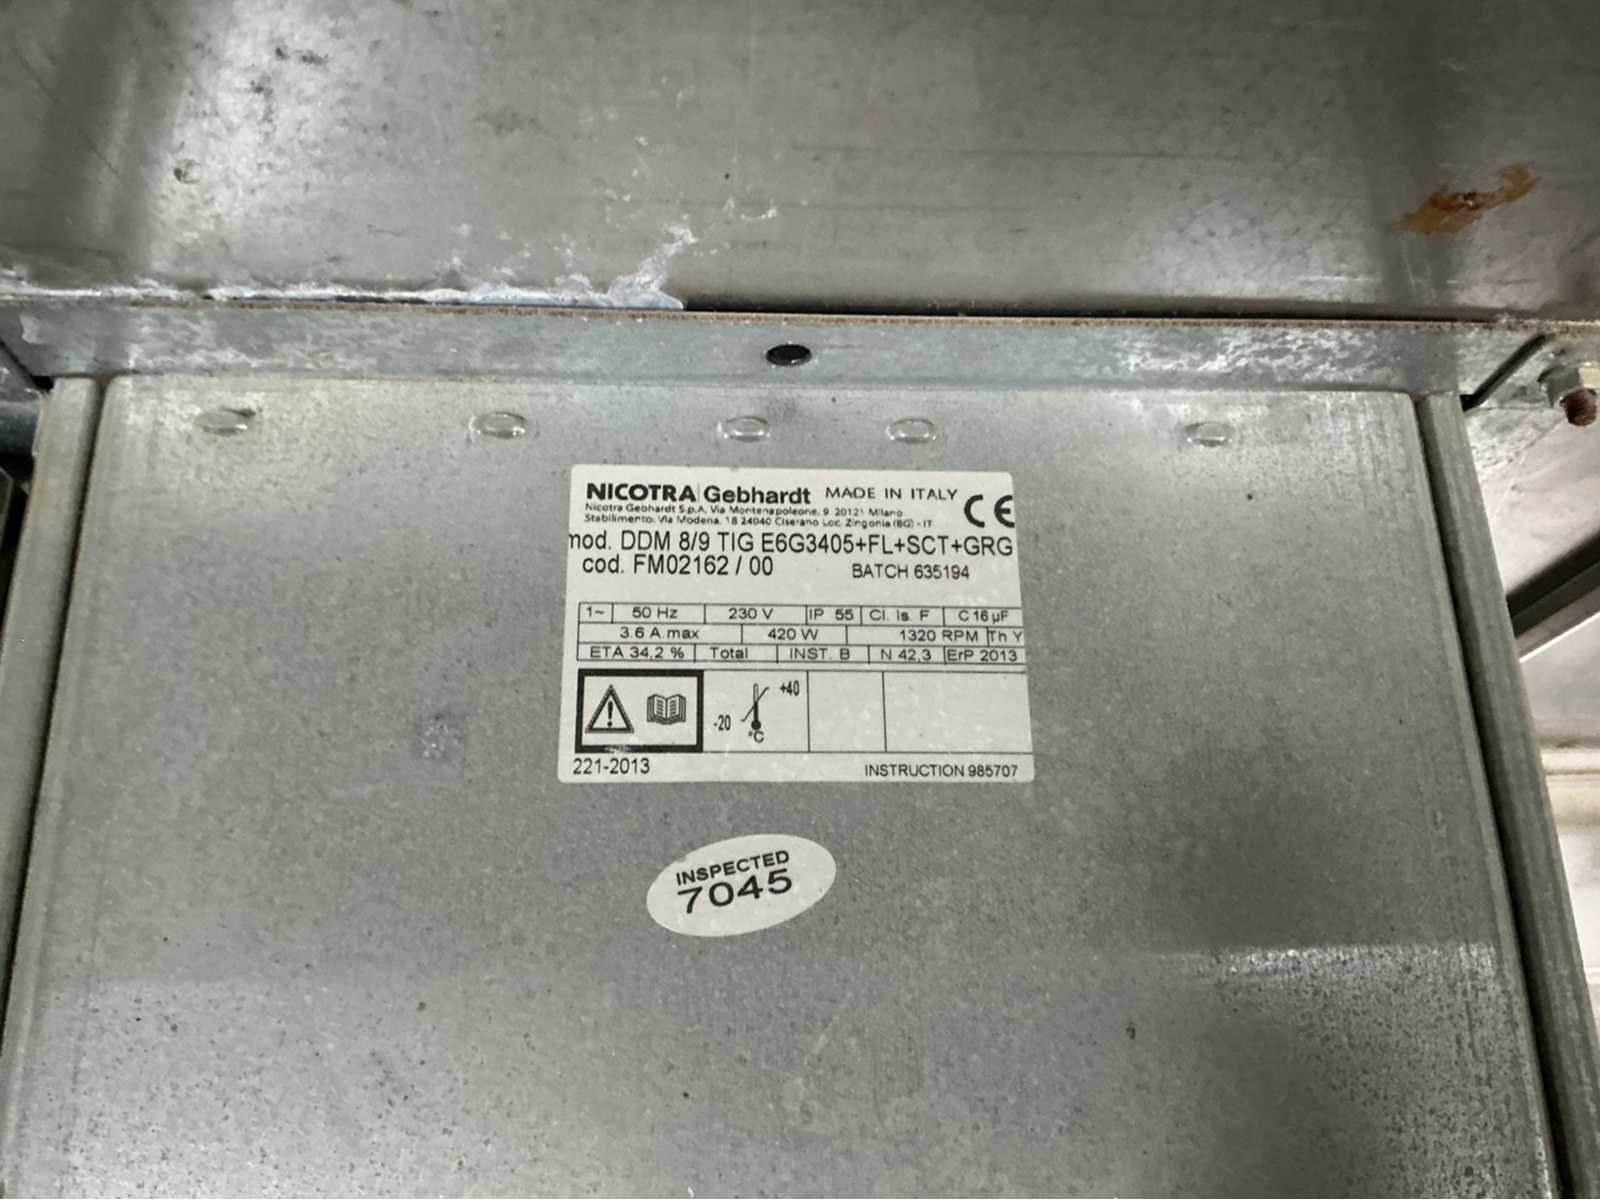 NICOTRA Gebhardt MADE IN ITALY CE
Nicotra Gebhardt S.p.A. Via Montenapoleone, 9 20121 Milano
Stabilimento: Via Modena, 18 24040 Ciserano Loc. Zingonia (BG) - IT
mod. DDM 8/9 TIG E6G3405+FL+SCT+GRG
cod. FM02162 / 00 BATCH 635194
1~ 50 Hz 230 V IP 55 Cl. Is. F C 16 µF
3.6 A max 420 W 1320 RPM Th Y
ETA 34,2 % Total INST. B N 42,3 ErP 2013
-20 +40 °C
221-2013 INSTRUCTION 985707
INSPECTED
7045